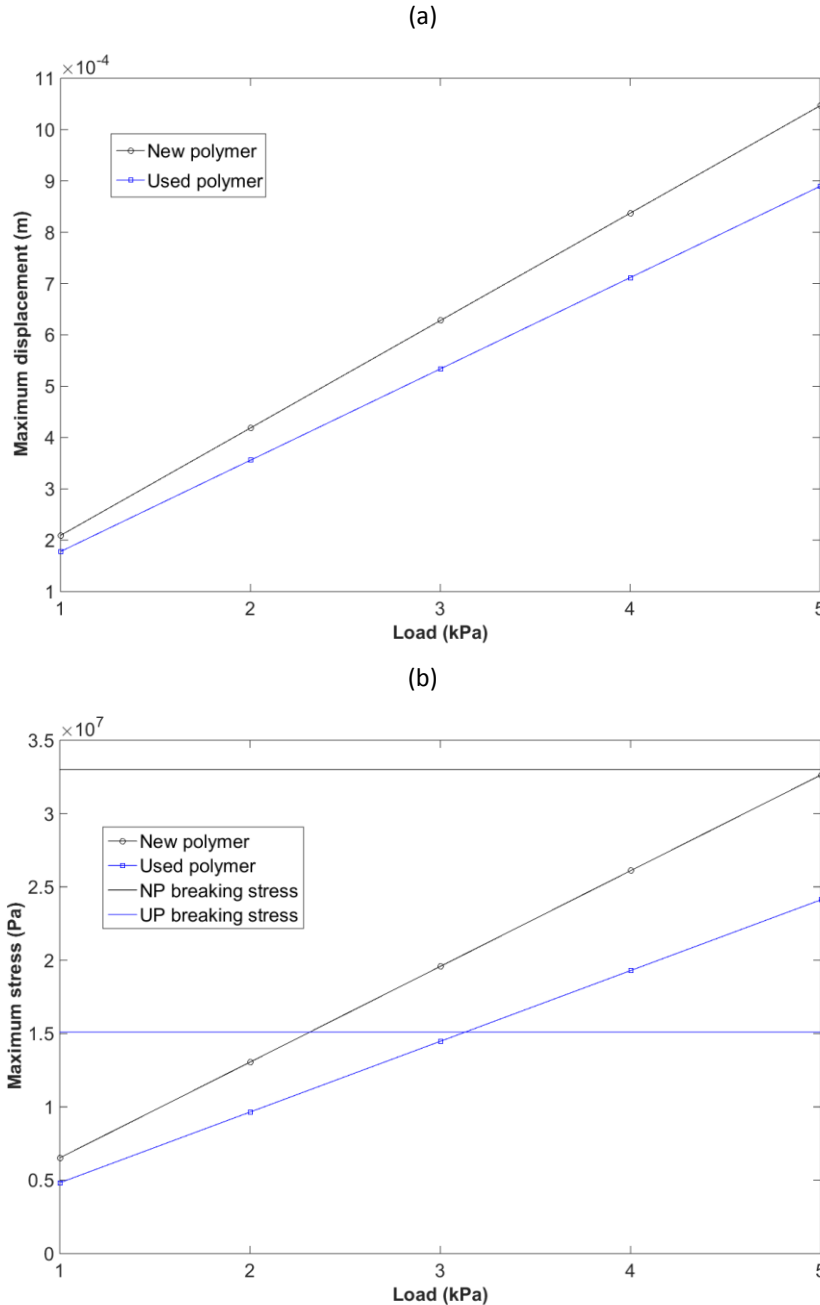 (a)
×10⁻⁴
11
10
9
8
7
6
5
4
3
2
1
Maximum displacement (m)
New polymer
Used polymer
1 2 3 4 5
Load (kPa)
(b)
×10⁷
3.5
3
2.5
2
1.5
1
0.5
0
Maximum stress (Pa)
New polymer
Used polymer
NP breaking stress
UP breaking stress
1 2 3 4 5
Load (kPa)